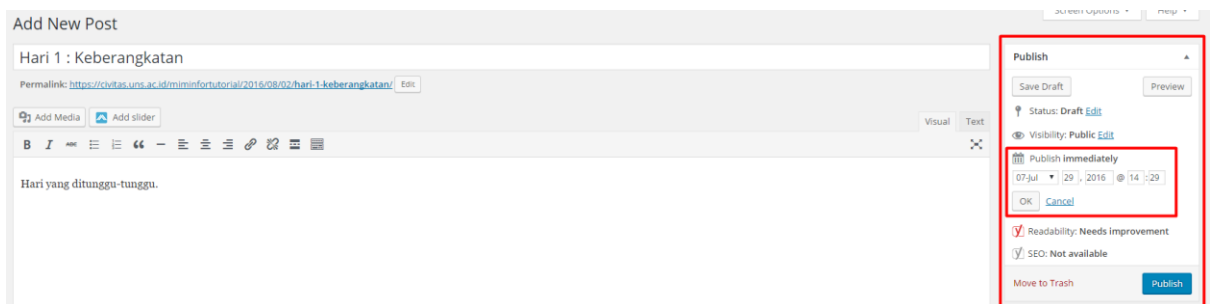 Screen Options ▾ Help ▾
Add New Post
Hari 1 : Keberangkatan
Permalink: https://civitas.uns.ac.id/miminfortutorial/2016/08/02/hari-1-keberangkatan/ Edit
Add Media Add slider
Visual Text
B I ABC
Hari yang ditunggu-tunggu.
Publish
Save Draft Preview
Status: Draft Edit
Visibility: Public Edit
Publish immediately
07-Jul ▾ 29 , 2016 @ 14 : 29
OK Cancel
Readability: Needs improvement
SEO: Not available
Move to Trash Publish